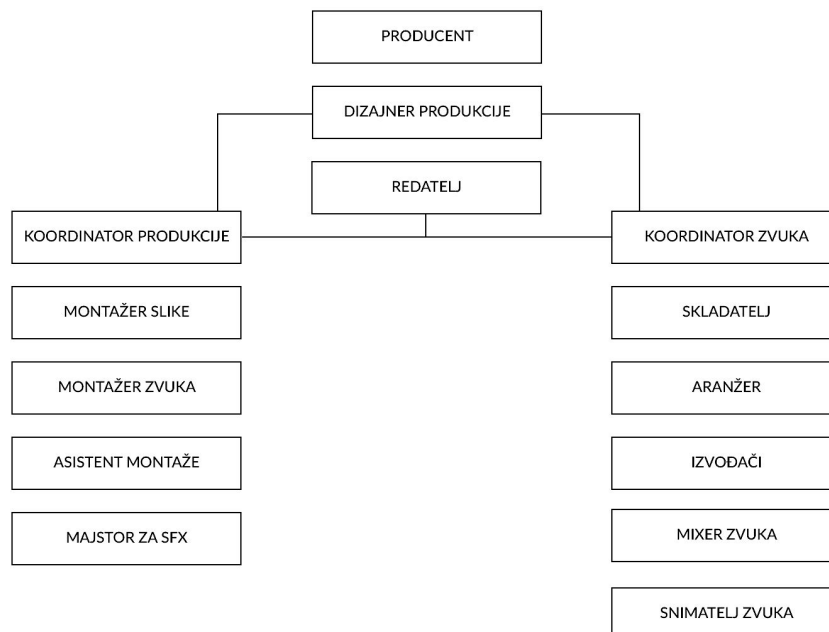 PRODUCENT
DIZAJNER PRODUKCIJE
REDATELJ
KOORDINATOR PRODUKCIJE
MONTAŽER SLIKE
MONTAŽER ZVUKA
ASISTENT MONTAŽE
MAJSTOR ZA SFX
KOORDINATOR ZVUKA
SKLADATELJ
ARANŽER
IZVOĐAČI
MIXER ZVUKA
SNIMATELJ ZVUKA